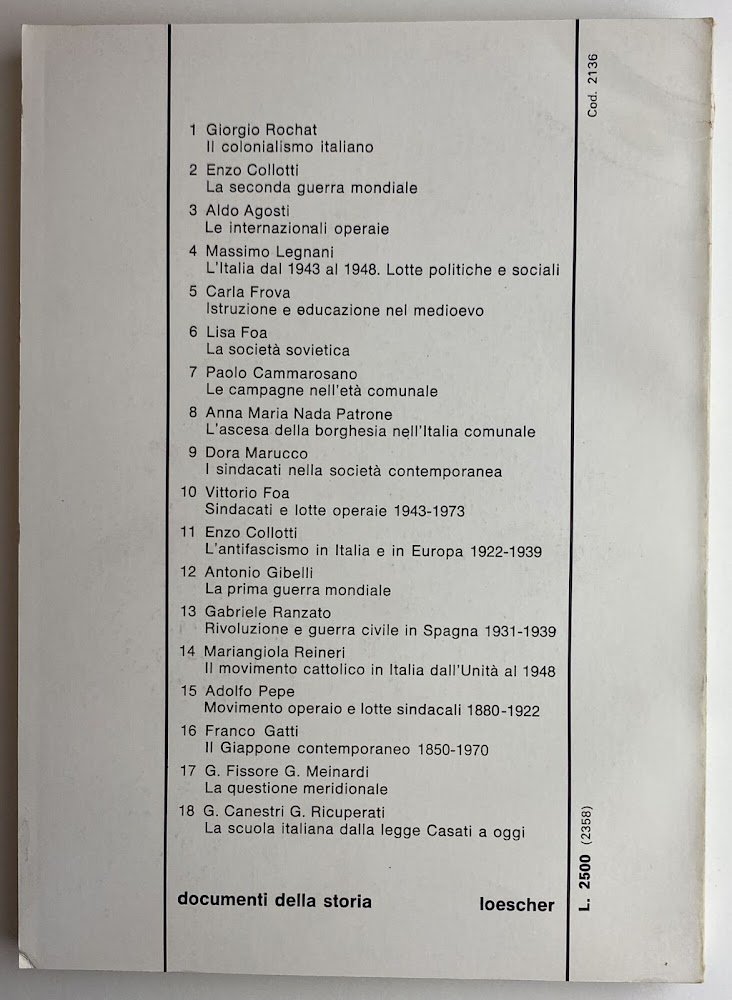 Cod. 2136
1 Giorgio Rochat
Il colonialismo italiano
2 Enzo Collotti
La seconda guerra mondiale
3 Aldo Agosti
Le internazionali operaie
4 Massimo Legnani
L'Italia dal 1943 al 1948. Lotte politiche e sociali
5 Carla Frova
Istruzione e educazione nel medioevo
6 Lisa Foa
La società sovietica
7 Paolo Cammarosano
Le campagne nell'età comunale
8 Anna Maria Nada Patrone
L'ascesa della borghesia nell'Italia comunale
9 Dora Marucco
I sindacati nella società contemporanea
10 Vittorio Foa
Sindacati e lotte operaie 1943-1973
11 Enzo Collotti
L'antifascismo in Italia e in Europa 1922-1939
12 Antonio Gibelli
La prima guerra mondiale
13 Gabriele Ranzato
Rivoluzione e guerra civile in Spagna 1931-1939
14 Mariangiola Reineri
Il movimento cattolico in Italia dall'Unità al 1948
15 Adolfo Pepe
Movimento operaio e lotte sindacali 1880-1922
16 Franco Gatti
Il Giappone contemporaneo 1850-1970
17 G. Fissore G. Meinardi
La questione meridionale
18 G. Canestri G. Ricuperati
La scuola italiana dalla legge Casati a oggi
documenti della storia loescher
L. 2500 (2358)